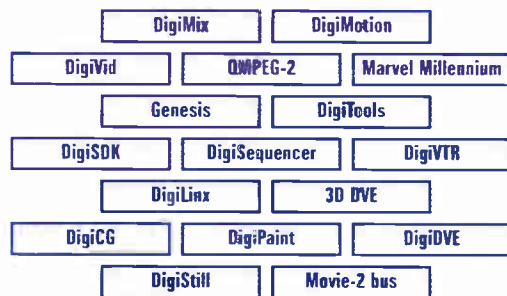 DigiMix DigiMotion
DigiVid QMPEG-2 Marvel Millennium
Genesis DigiTools
DigiSDK DigiSequencer DigiVTR
DigiLinx 3D DVE
DigiCG DigiPaint DigiDVE
DigiStill Movie-2 bus